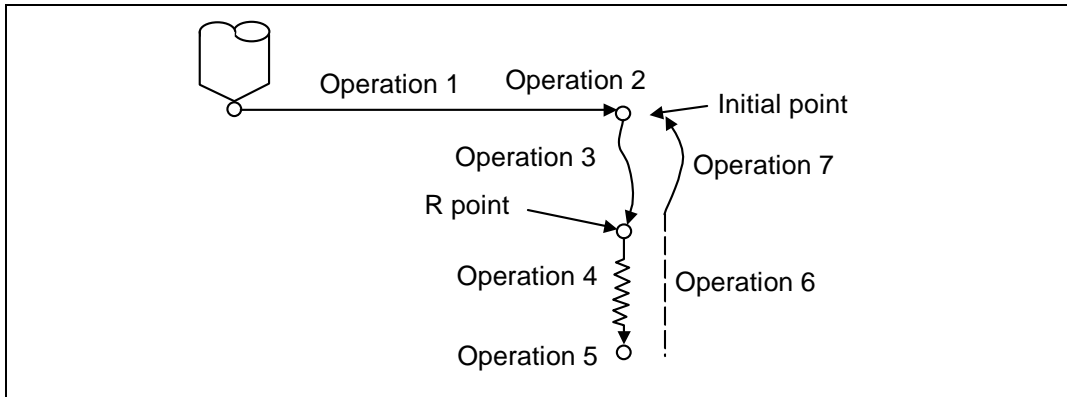 Operation 1
Operation 2
Initial point
Operation 3
Operation 7
R point
Operation 4
Operation 6
Operation 5